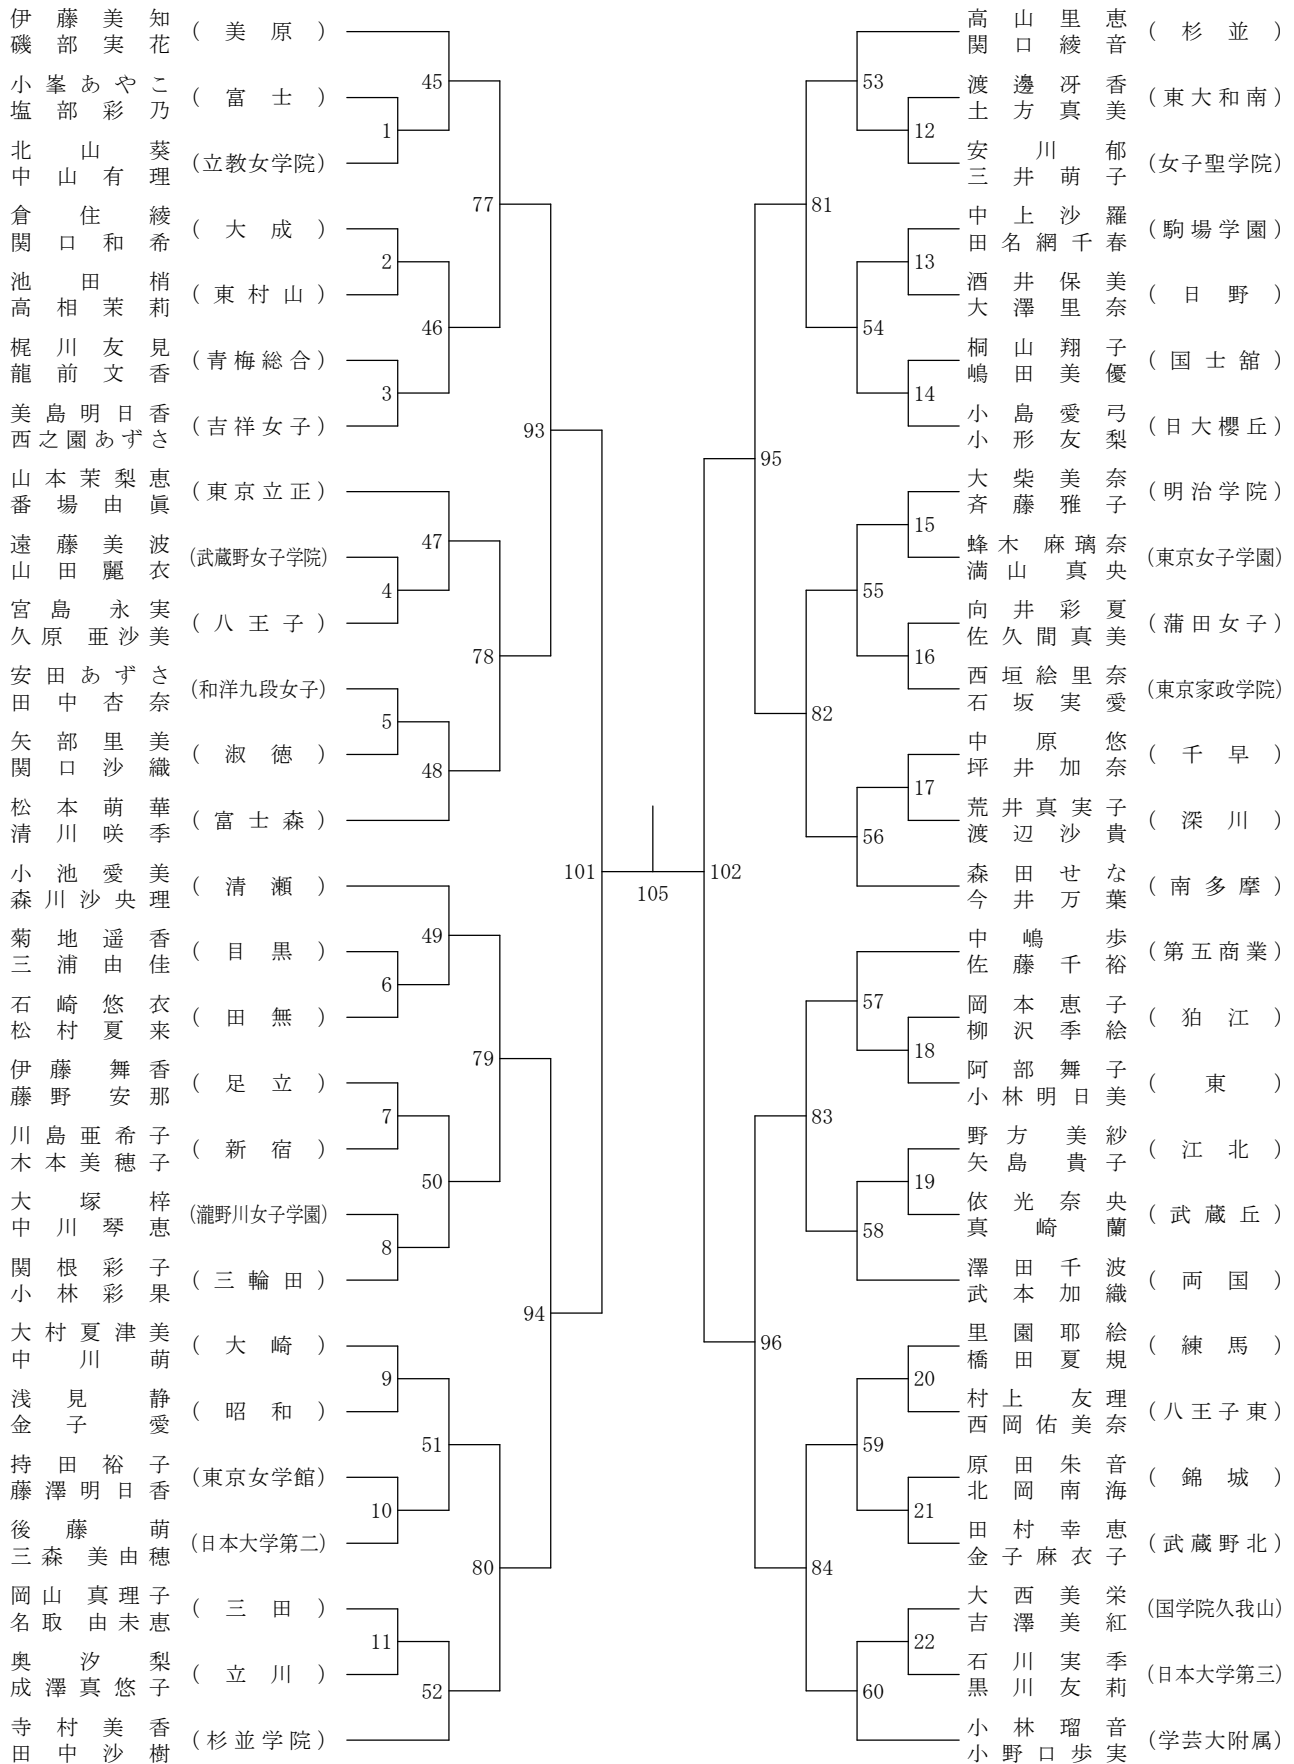 伊藤美知
磯部実花
(美原)
小峯あやこ
塩部彩乃
(富士)
北山葵
中山有理
(立教女学院)
倉住綾
関口和希
(大成)
池田梢
高相茉莉
(東村山)
梶川友見
龍前文香
(青梅総合)
美島明日香
西之園あずさ
(吉祥女子)
山本茉梨恵
番場由眞
(東京立正)
遠藤美波
山田麗衣
(武蔵野女子学院)
宮島永実
久原亜沙美
(八王子)
安田あずさ
田中杏奈
(和洋九段女子)
矢部里美
関口沙織
(淑徳)
松本萌華
清川咲季
(富士森)
小池愛美
森川沙央理
(清瀬)
菊地遥香
三浦由佳
(目黒)
石崎悠衣
松村夏来
(田無)
伊藤舞香
藤野安那
(足立)
川島亜希子
木本美穂子
(新宿)
大塚梓
中川琴恵
(瀧野川女子学園)
関根彩子
小林彩果
(三輪田)
大村夏津美
中川萌
(大崎)
浅見静
金子愛
(昭和)
持田裕子
藤澤明日香
(東京女学館)
後藤萌
三森美由穂
(日本大学第二)
岡山真理子
名取由未恵
(三田)
奥汐梨
成澤真悠子
(立川)
寺村美香
田中沙樹
(杉並学院)
1
2
3
4
5
6
7
8
9
10
11
45
46
47
48
49
50
51
52
77
78
79
80
93
94
101
105
102
95
96
81
82
83
84
53
54
55
56
57
58
59
60
12
13
14
15
16
17
18
19
20
21
22
高山里恵
関口綾音
(杉並)
渡邊冴香
土方真美
(東大和南)
安川郁
三井萌子
(女子聖学院)
中上沙羅
田名網千春
(駒場学園)
酒井保美
大澤里奈
(日野)
桐山翔子
嶋田美優
(国士舘)
小島愛弓
小形友梨
(日大櫻丘)
大柴美奈
斉藤雅子
(明治学院)
蜂木麻璃奈
満山真央
(東京女子学園)
向井彩夏
佐久間真美
(蒲田女子)
西垣絵里奈
石坂実愛
(東京家政学院)
中原悠
坪井加奈
(千早)
荒井真実子
渡辺沙貴
(深川)
森田せな
今井万葉
(南多摩)
中嶋歩
佐藤千裕
(第五商業)
岡本恵子
柳沢季絵
(狛江)
阿部舞子
小林明日美
(東)
野方美紗
矢島貴子
(江北)
依光奈央
真崎蘭
(武蔵丘)
澤田千波
武本加織
(両国)
里園耶絵
橋田夏規
(練馬)
村上友理
西岡佑美奈
(八王子東)
原田朱音
北岡南海
(錦城)
田村幸恵
金子麻衣子
(武蔵野北)
大西美栄
吉澤美紅
(国学院久我山)
石川実季
黒川友莉
(日本大学第三)
小林瑠音
小野口歩実
(学芸大附属)